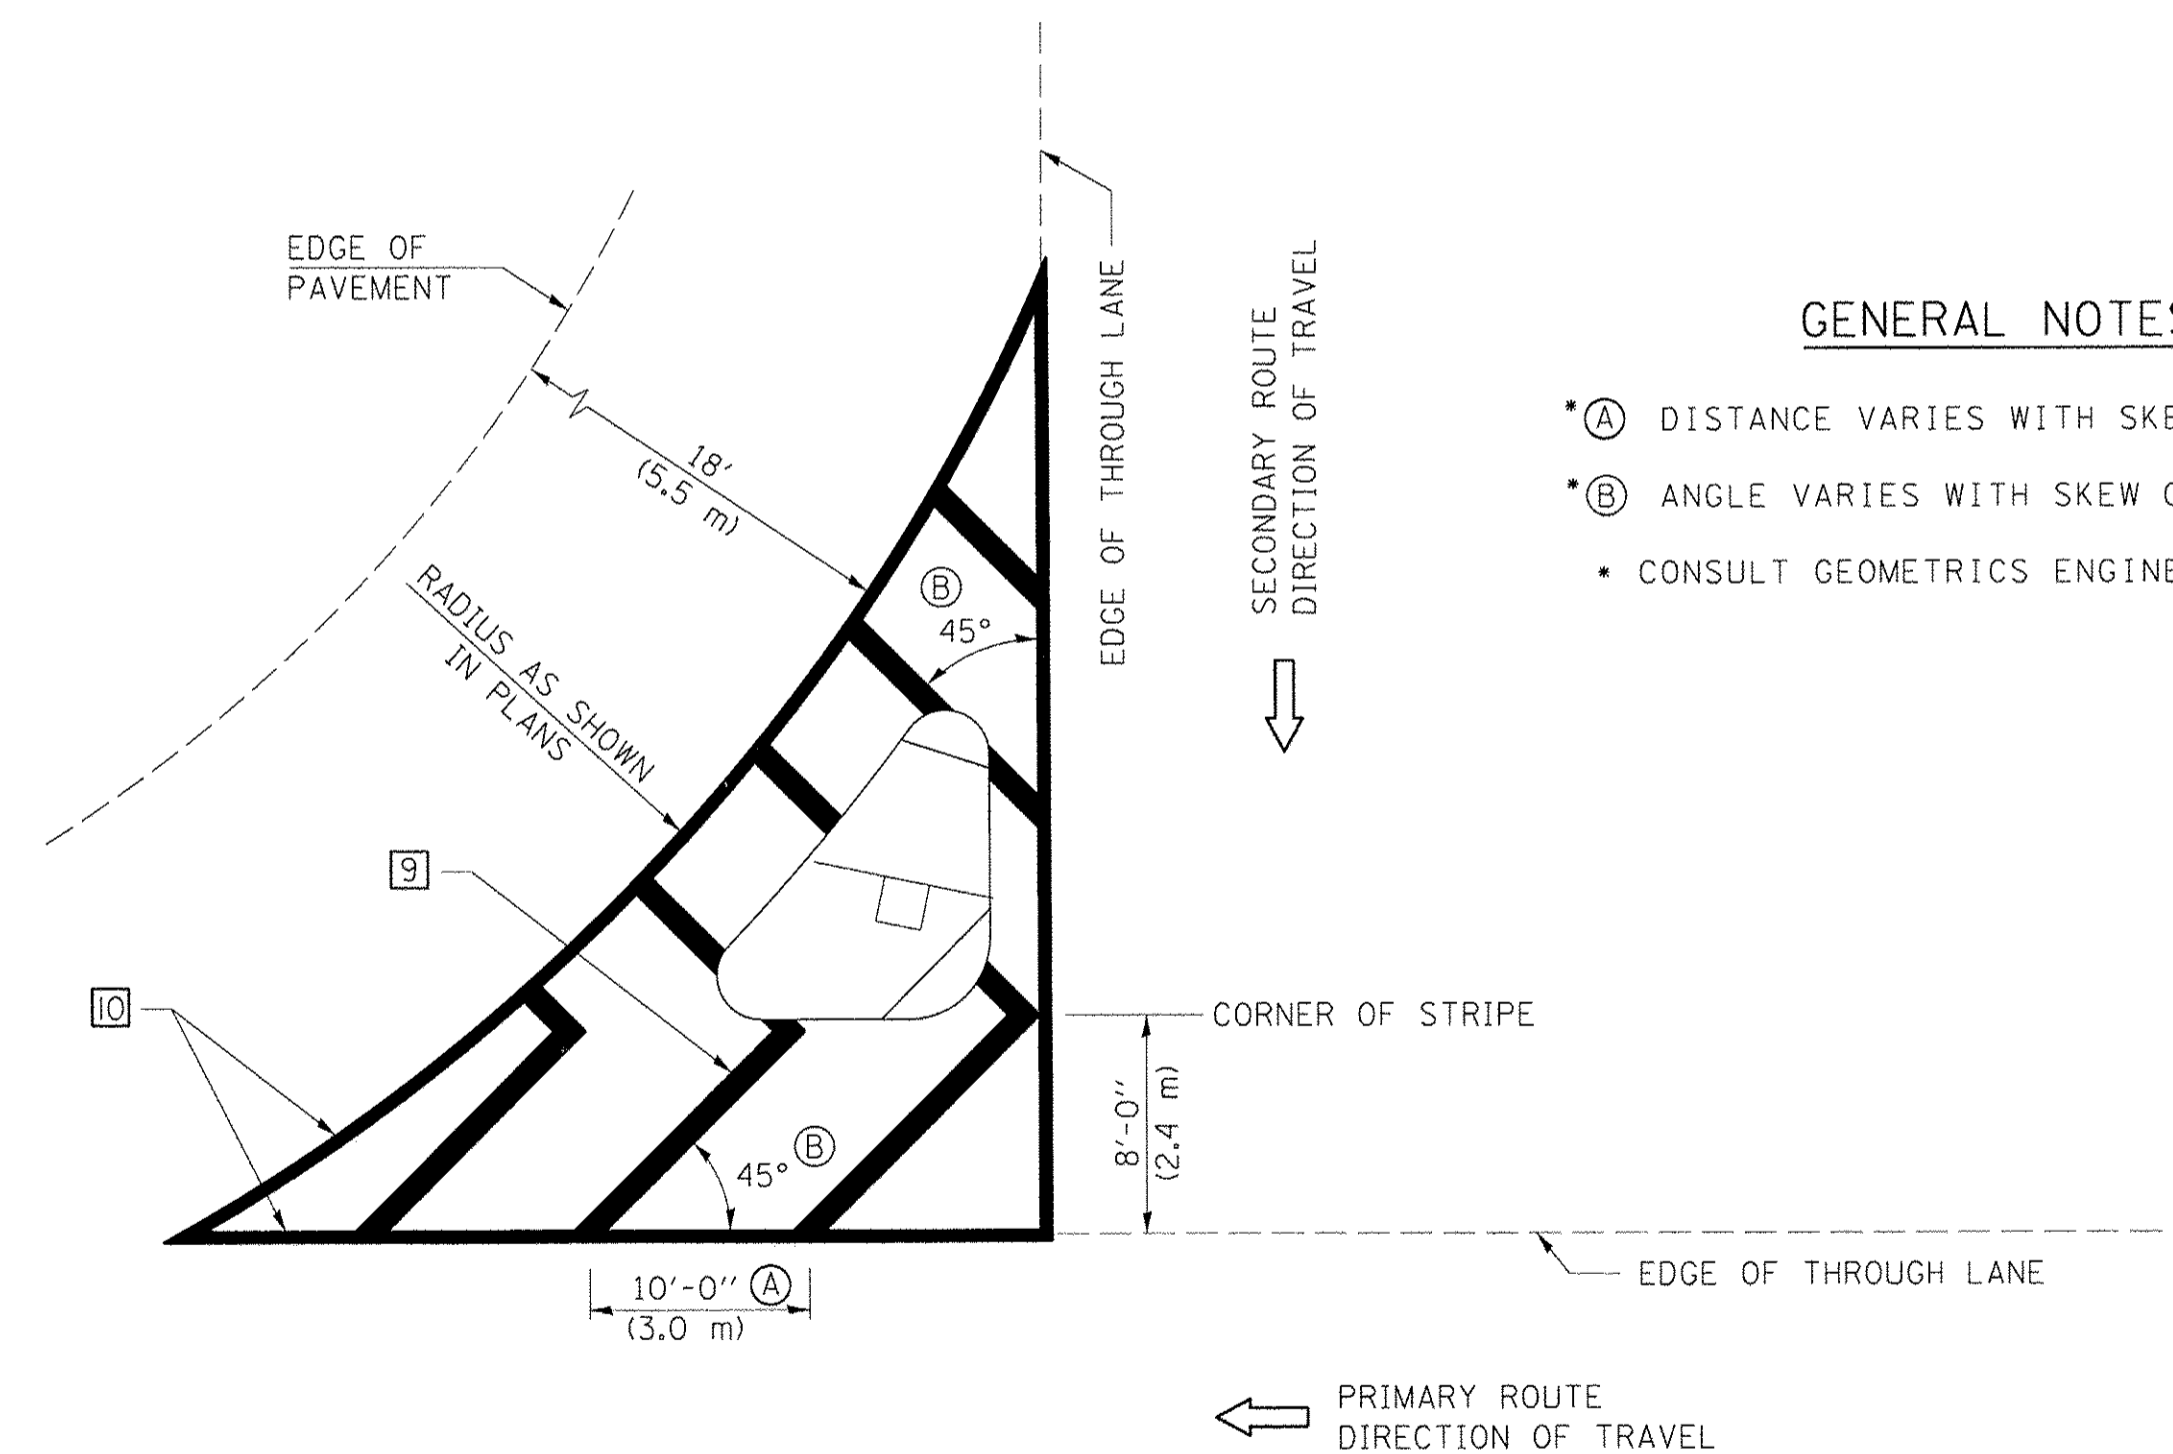 EDGE OF
PAVEMENT
18'
(5.5 m)
RADIUS AS SHOWN
IN PLANS
EDGE OF THROUGH LANE
SECONDARY ROUTE
DIRECTION OF TRAVEL
GENERAL NOTES
*Ⓐ DISTANCE VARIES WITH
*Ⓑ ANGLE VARIES WITH SKEW
* CONSULT GEOMETRICS
Ⓑ
45°
9
10
CORNER OF STRIPE
8'-0"
(2.4 m)
45° Ⓑ
10'-0" Ⓐ
(3.0 m)
EDGE OF THROUGH LANE
PRIMARY ROUTE
DIRECTION OF TRAVEL